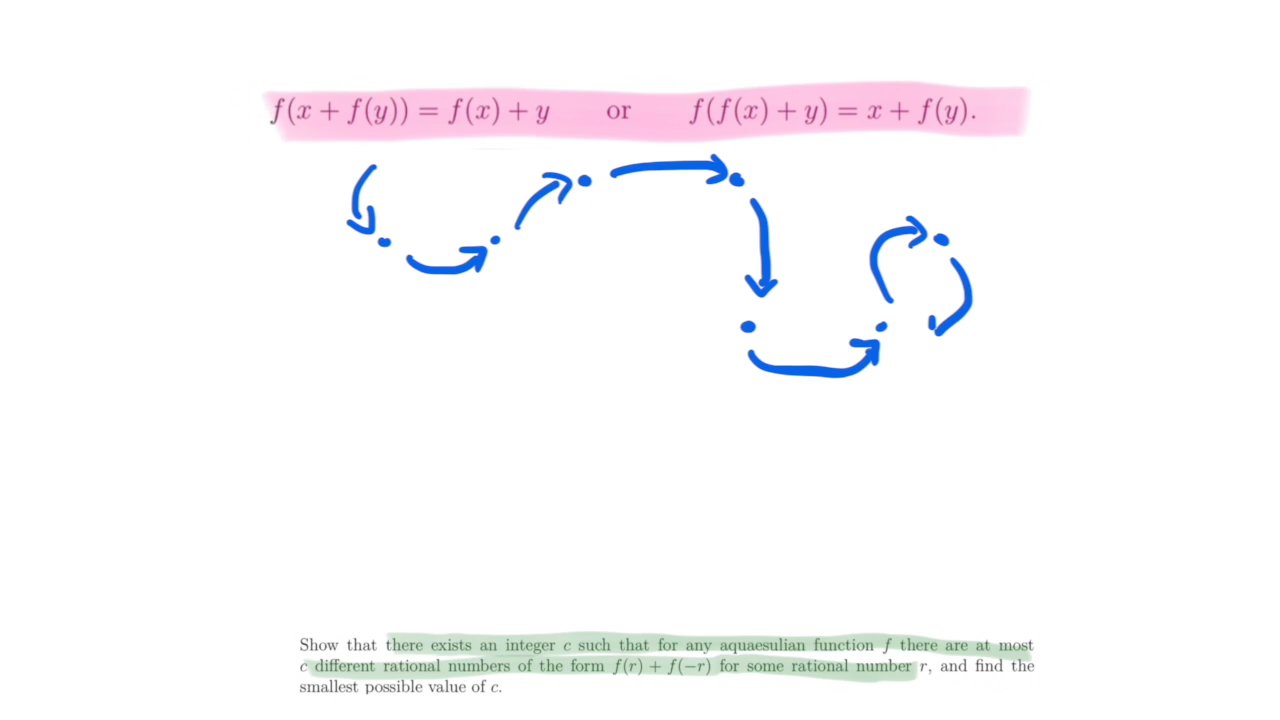 f(x + f(y)) = f(x) + y or f(f(x) + y) = x + f(y).
Show that there exists an integer c such that for any aquaesulian function f there are at most
c different rational numbers of the form f(r) + f(−r) for some rational number r, and find the
smallest possible value of c.